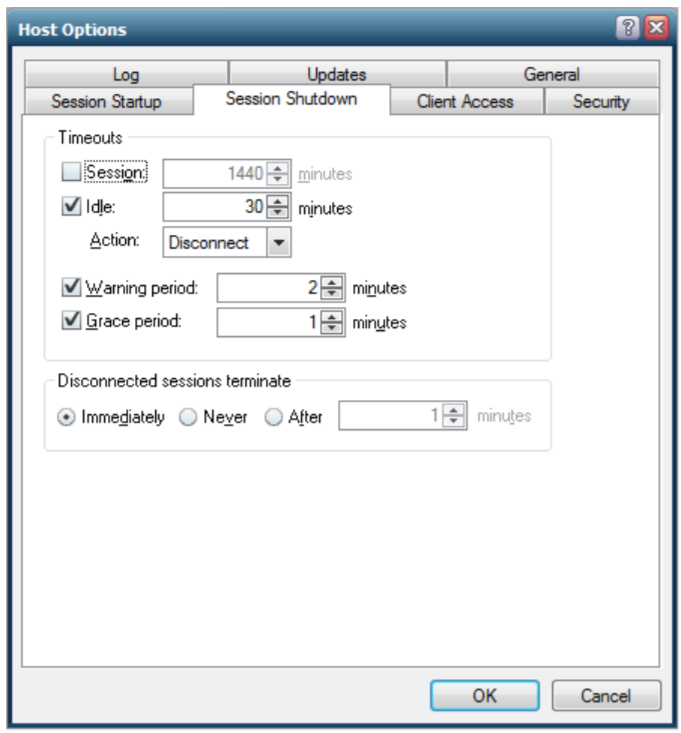 Host Options
Log Updates General
Session Startup Session Shutdown Client Access Security
Timeouts
Session: 1440 minutes
Idle: 30 minutes
Action: Disconnect
Warning period: 2 minutes
Grace period: 1 minutes
Disconnected sessions terminate
Immediately Never After 1 minutes
OK Cancel